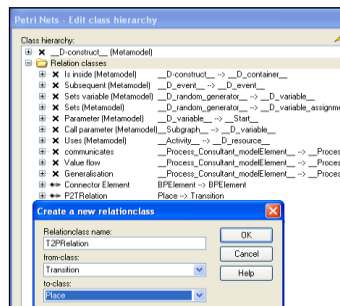 Petri Nets - Edit class hierarchy
Class hierarchy:
__D-construct__ (Metamodel)
Relation classes
Is inside (Metamodel) __D-construct__ --> __D_container__
Subsequent (Metamodel) __D_event__ --> __D_event__
Sets variable (Metamodel) __D_random_generator__ --> __D_variable__
Sets (Metamodel) __D_random_generator__ --> __D_variable_assignme
Parameter (Metamodel) __D_variable__ --> __Start__
Call parameter (Metamodel) __Subgraph__ --> __D_variable__
Uses (Metamodel) __Activity__ --> __D_resource__
communicates __Process_Consultant_modelElement__ --> __Proces
Value flow __Process_Consultant_modelElement__ --> __Proces
Generalisation __Process_Consultant_modelElement__ --> __Proces
Connector Element BPElement --> BPElement
P2TRelation Place --> Transition
Create a new relationclass
Relationclass name:
T2PRelation
OK
from-class:
Cancel
Transition
Help
to-class:
Place